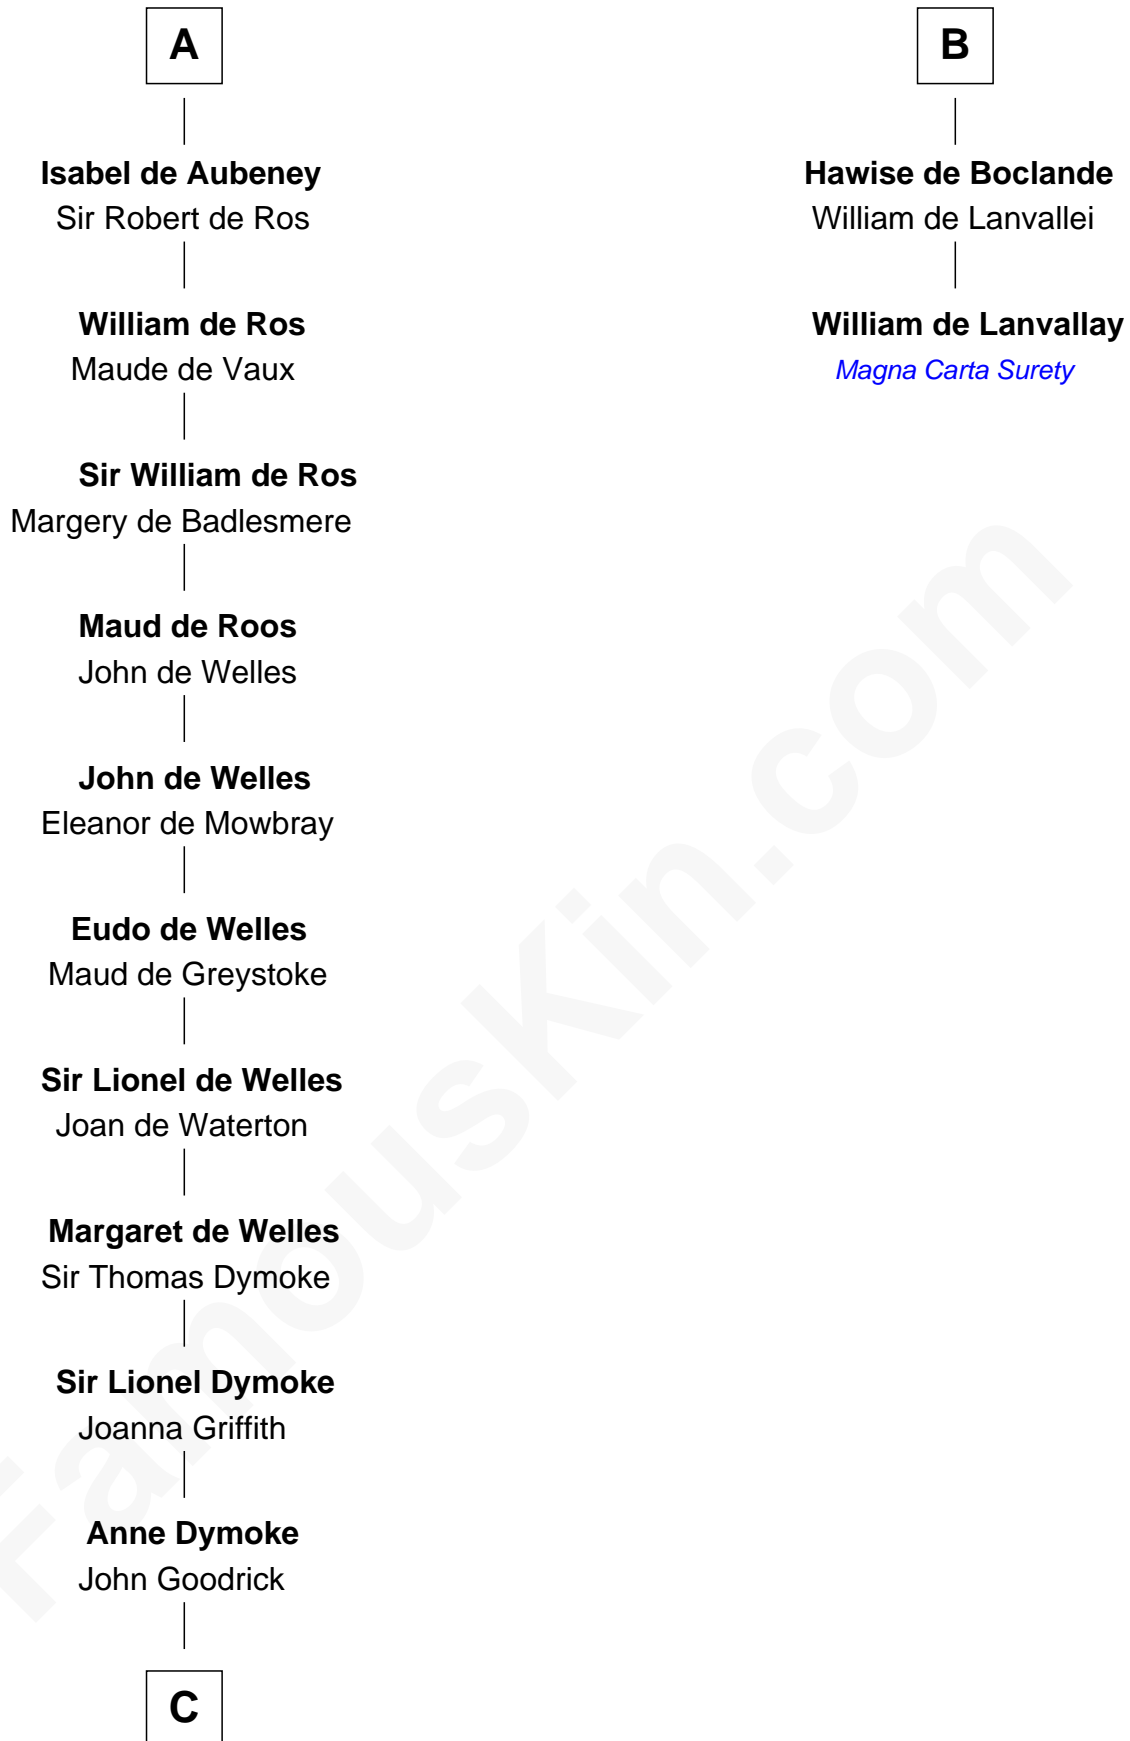 A
Isabel de Aubeney
Sir Robert de Ros
William de Ros
Maude de Vaux
Sir William de Ros
Margery de Badlesmere
Maud de Roos
John de Welles
John de Welles
Eleanor de Mowbray
Eudo de Welles
Maud de Greystoke
Sir Lionel de Welles
Joan de Waterton
Margaret de Welles
Sir Thomas Dymoke
Sir Lionel Dymoke
Joanna Griffith
Anne Dymoke
John Goodrick
C
B
Hawise de Boclande
William de Lanvallei
William de Lanvallay
Magna Carta Surety
FamousKin.com